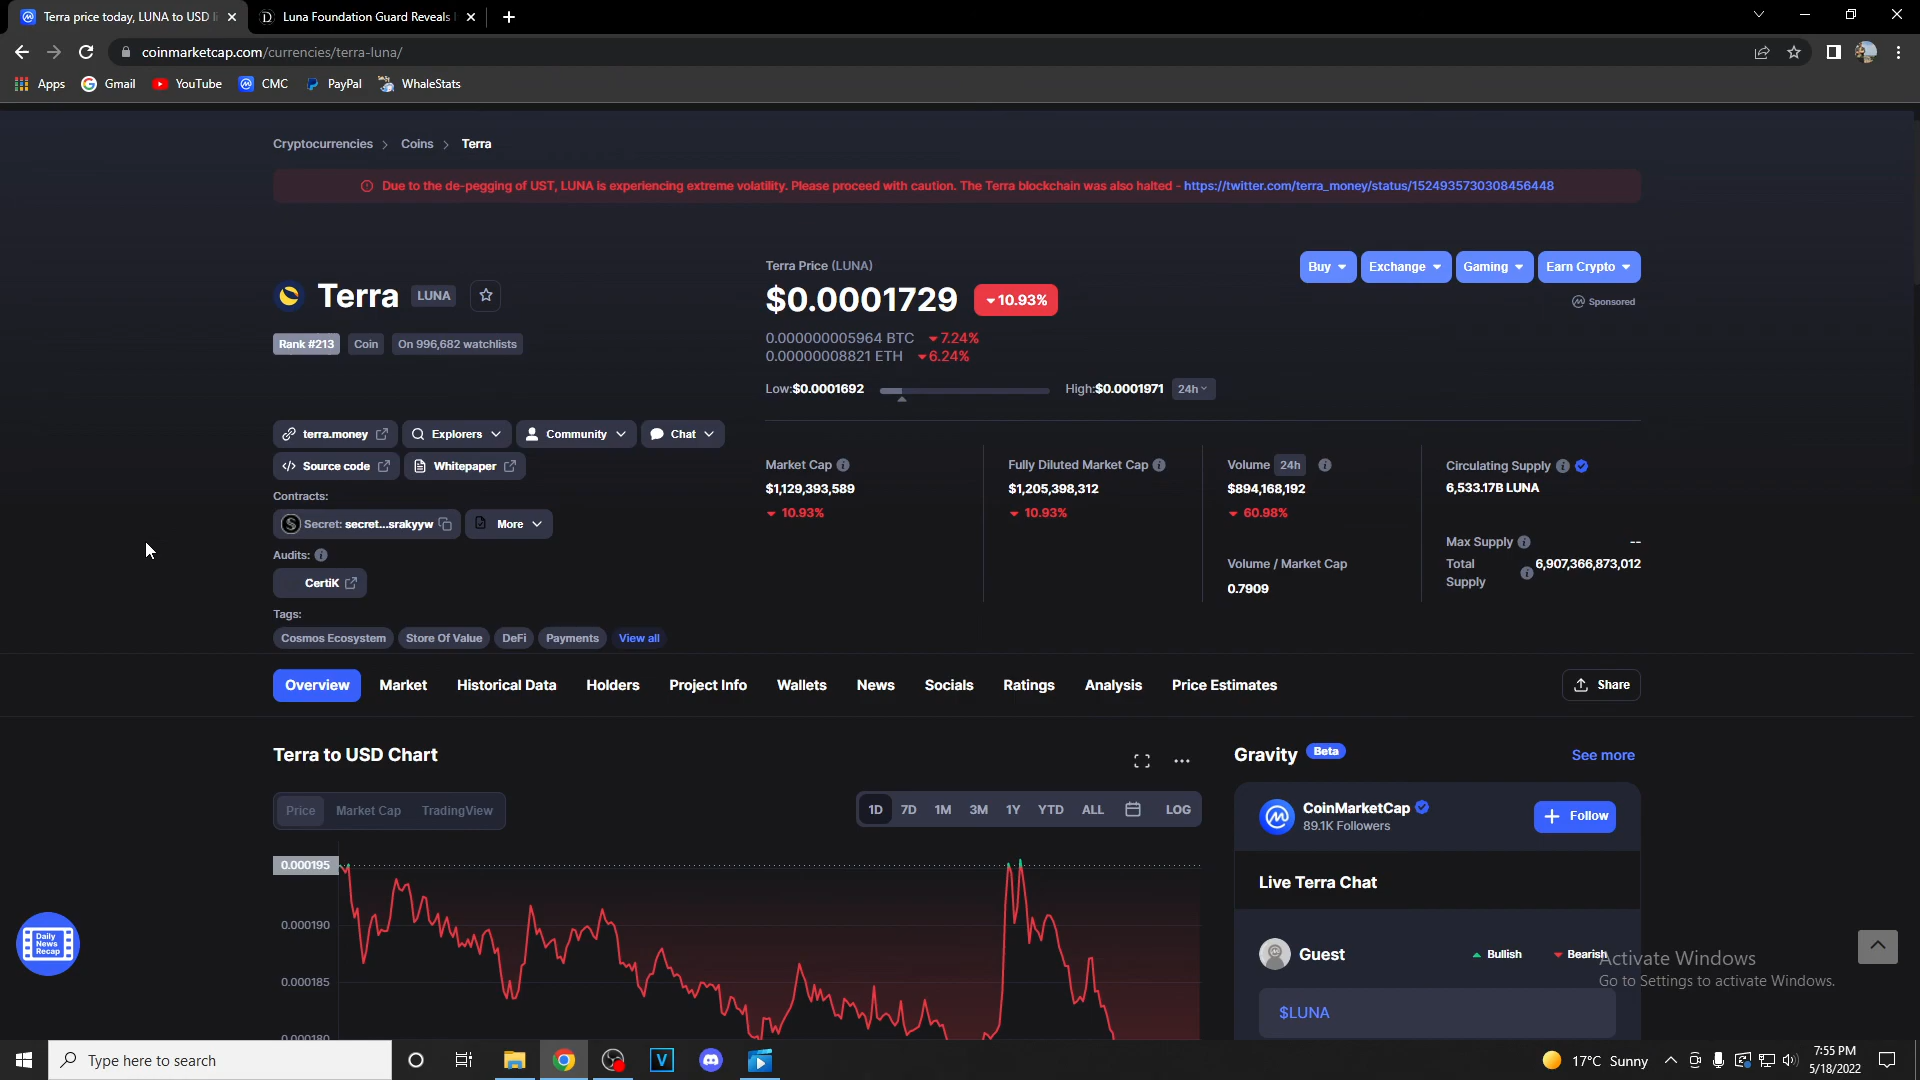 Terra price today, LUNA to USD li
Luna Foundation Guard Reveals
coinmarketcap.com/currencies/terra-luna/
Apps
Gmail
YouTube
CMC
PayPal
WhaleStats
Cryptocurrencies > Coins > Terra
Due to the de-pegging of UST, LUNA is experiencing extreme volatility. Please proceed with caution. The Terra blockchain was also halted - https://twitter.com/terra_money/status/1524935730308456448
Terra LUNA
Rank #213
Coin
On 996,682 watchlists
Terra Price (LUNA)
$0.0001729
10.93%
0.000000005964 BTC 7.24%
0.00000008821 ETH 6.24%
Low:$0.0001692
High:$0.0001971
24h
Buy
Exchange
Gaming
Earn Crypto
Sponsored
terra.money
Explorers
Community
Chat
Source code
Whitepaper
Contracts:
Secret: secret...srakyyw
More
Audits:
CertiK
Tags:
Cosmos Ecosystem
Store Of Value
DeFi
Payments
View all
Market Cap
$1,129,393,589
10.93%
Fully Diluted Market Cap
$1,205,398,312
10.93%
Volume 24h
$894,168,192
60.98%
Volume / Market Cap
0.7909
Circulating Supply
6,533.17B LUNA
Max Supply --
Total Supply 6,907,366,873,012
Overview
Market
Historical Data
Holders
Project Info
Wallets
News
Socials
Ratings
Analysis
Price Estimates
Share
Terra to USD Chart
Price
Market Cap
TradingView
1D
7D
1M
3M
1Y
YTD
ALL
LOG
0.000195
0.000190
0.000185
0.000180
Gravity Beta
See more
CoinMarketCap
89.1K Followers
+ Follow
Live Terra Chat
Guest
Bullish
Bearish
$LUNA
Daily
News
Recap
Activate Windows
Go to Settings to activate Windows.
Type here to search
17°C Sunny
7:55 PM
5/18/2022